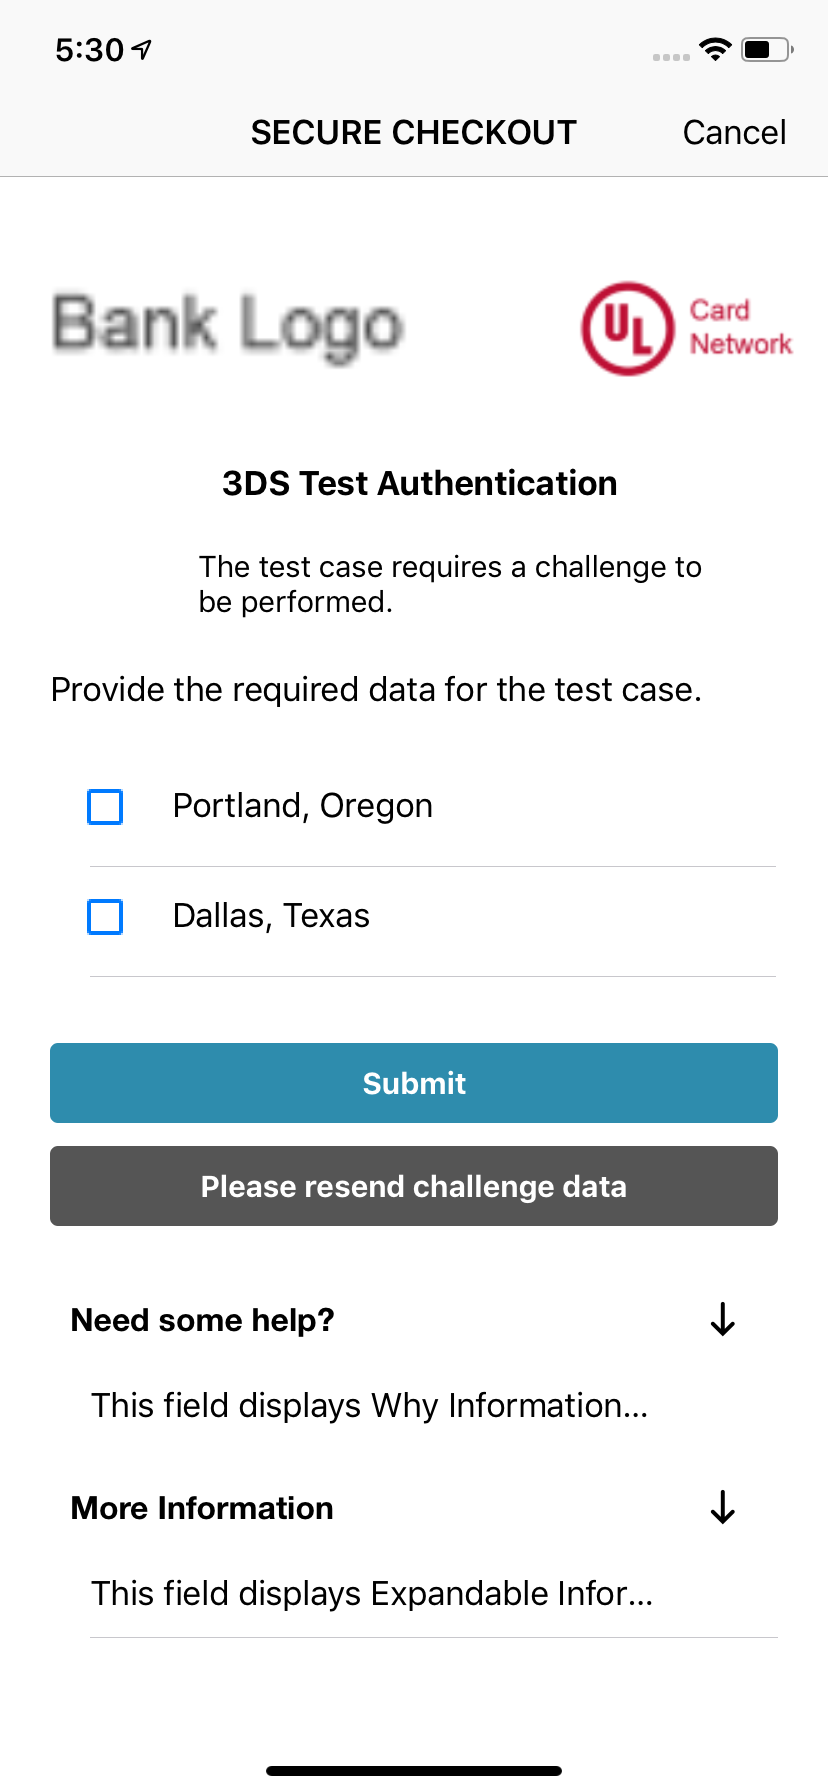 5:30
SECURE CHECKOUT
Cancel
Bank Logo
UL
Card
Network
3DS Test Authentication
The test case requires a challenge to
be performed.
Provide the required data for the test case.
Portland, Oregon
Dallas, Texas
Submit
Please resend challenge data
Need some help?
This field displays Why Information...
More Information
This field displays Expandable Infor...